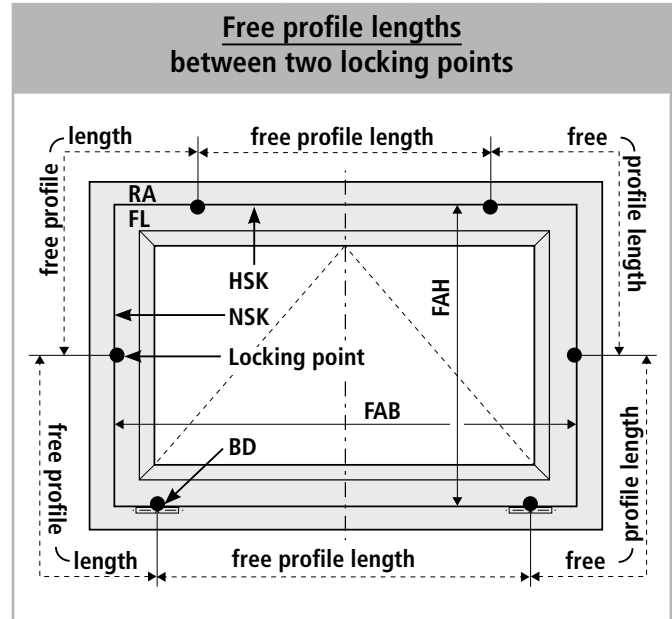 Free profile lengths
between two locking points
length
free profile length
free
free profile
profile length
RA
FL
HSK
FAH
NSK
Locking point
FAB
BD
free profile
profile length
length
free profile length
free